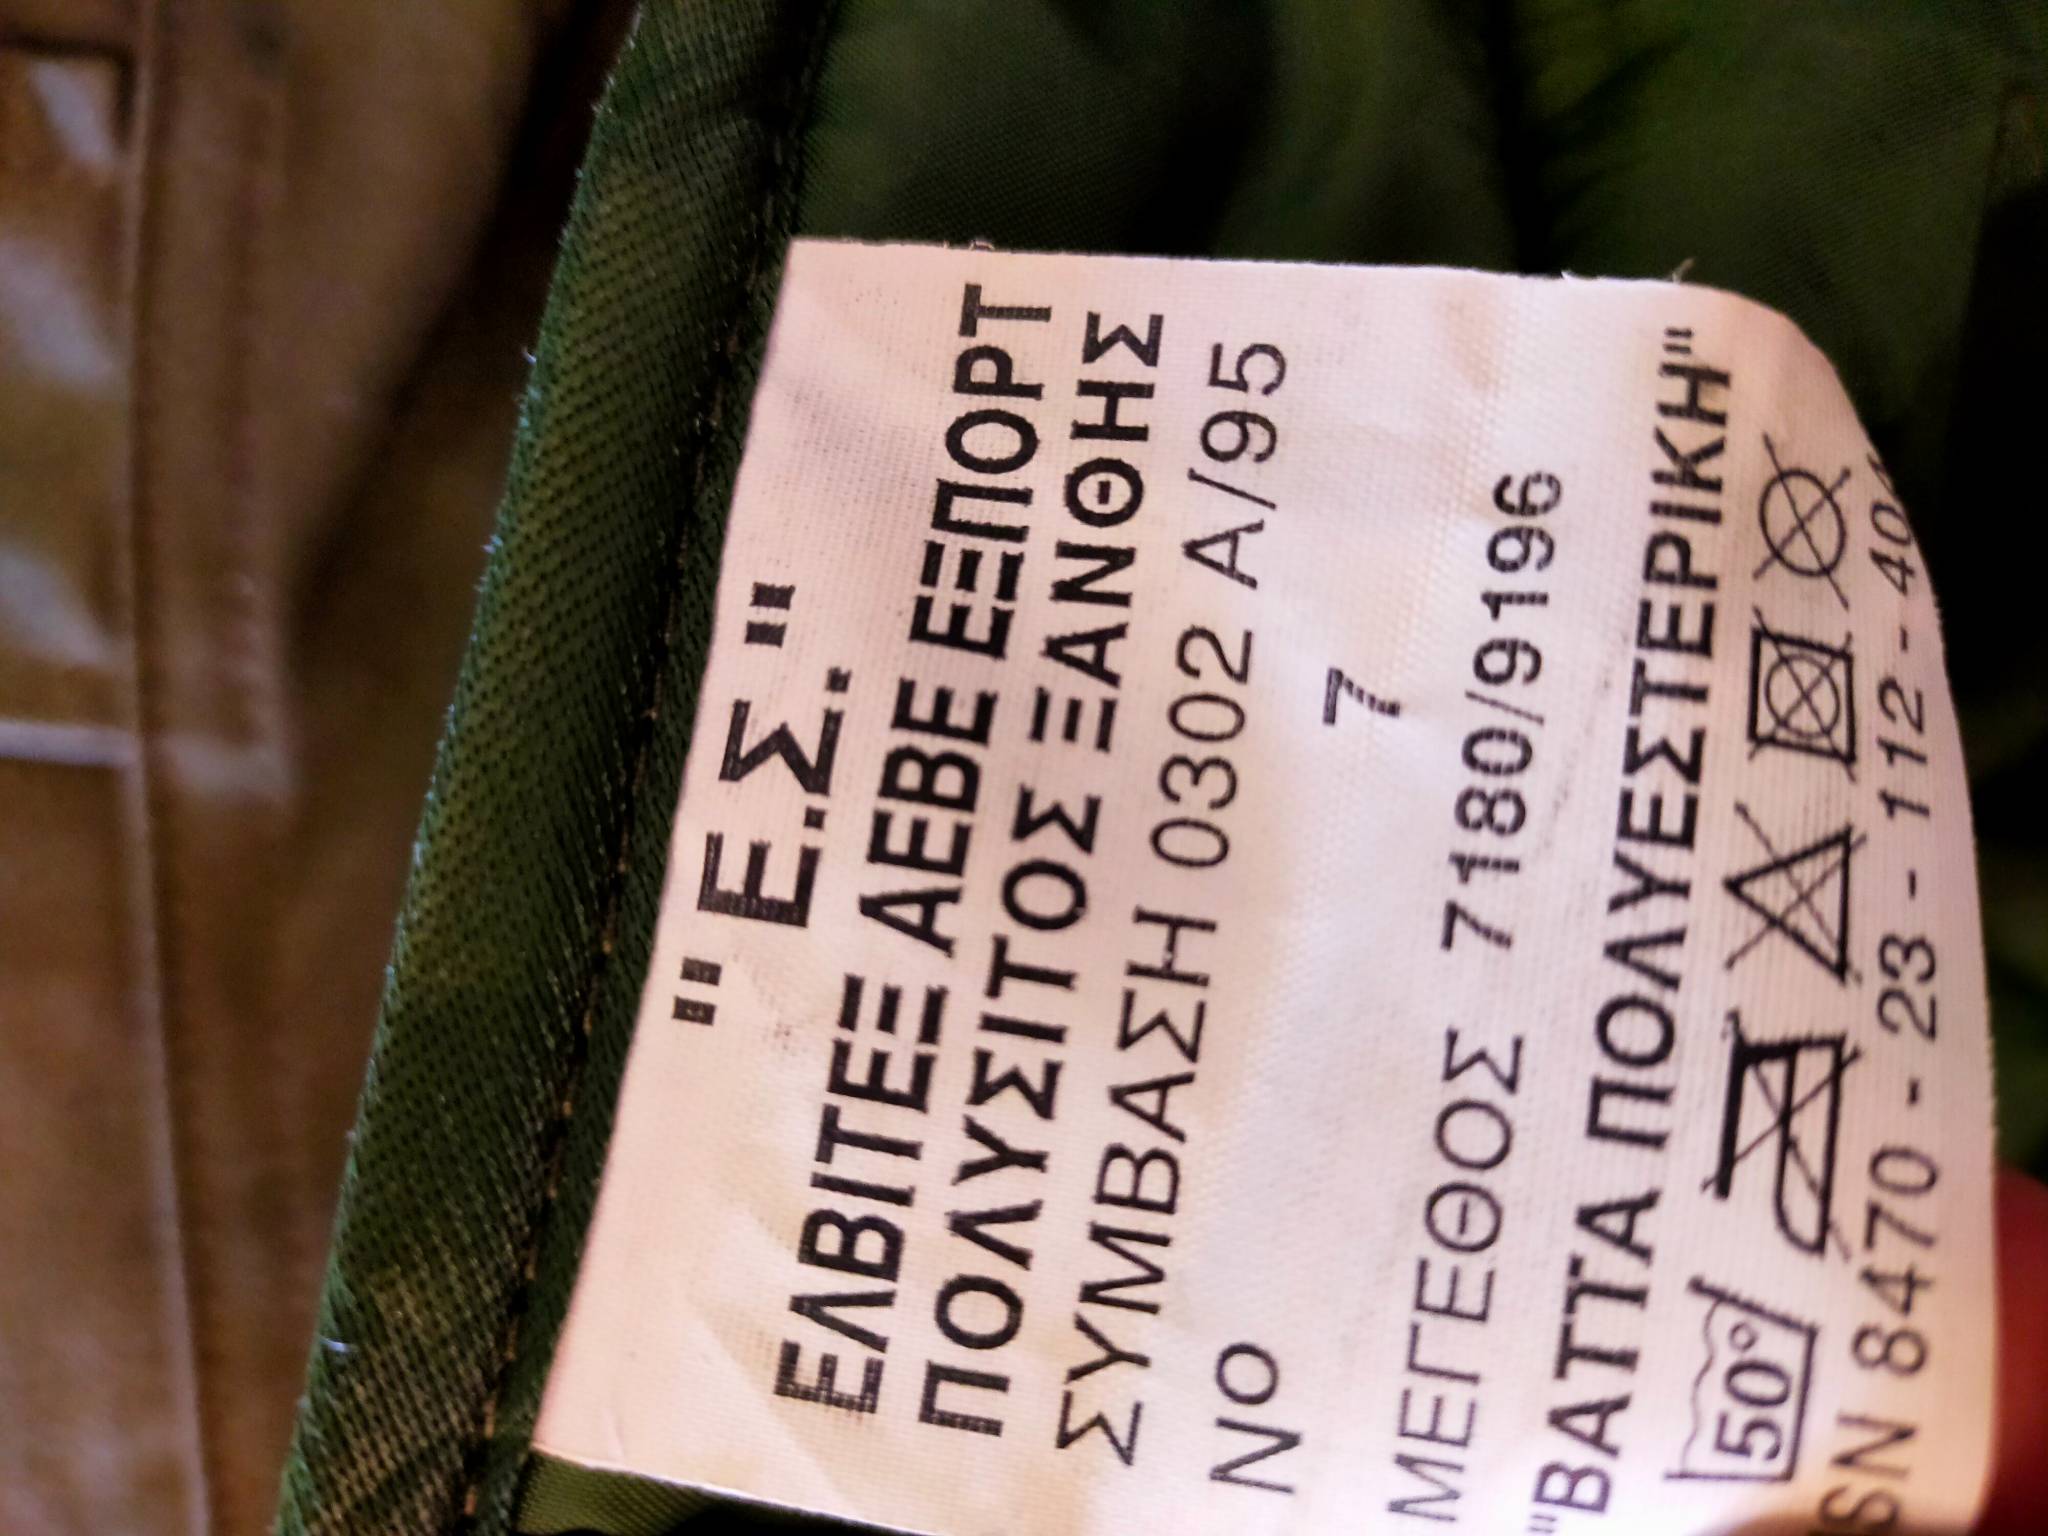 "Ε.Σ."
ΕΛΒΙΤΕΞ ΑΕΒΕ ΕΞΠΟΡΤ
ΠΟΛΥΣΙΤΟΣ ΞΑΝΘΗΣ
ΣΥΜΒΑΣΗ 0302 Α/95
ΝΟ 7
ΜΕΓΕΘΟΣ 7180/9196
"ΒΑΤΤΑ ΠΟΛΥΕΣΤΕΡΙΚΗ"
50°
SN 8470 - 23 - 112 -